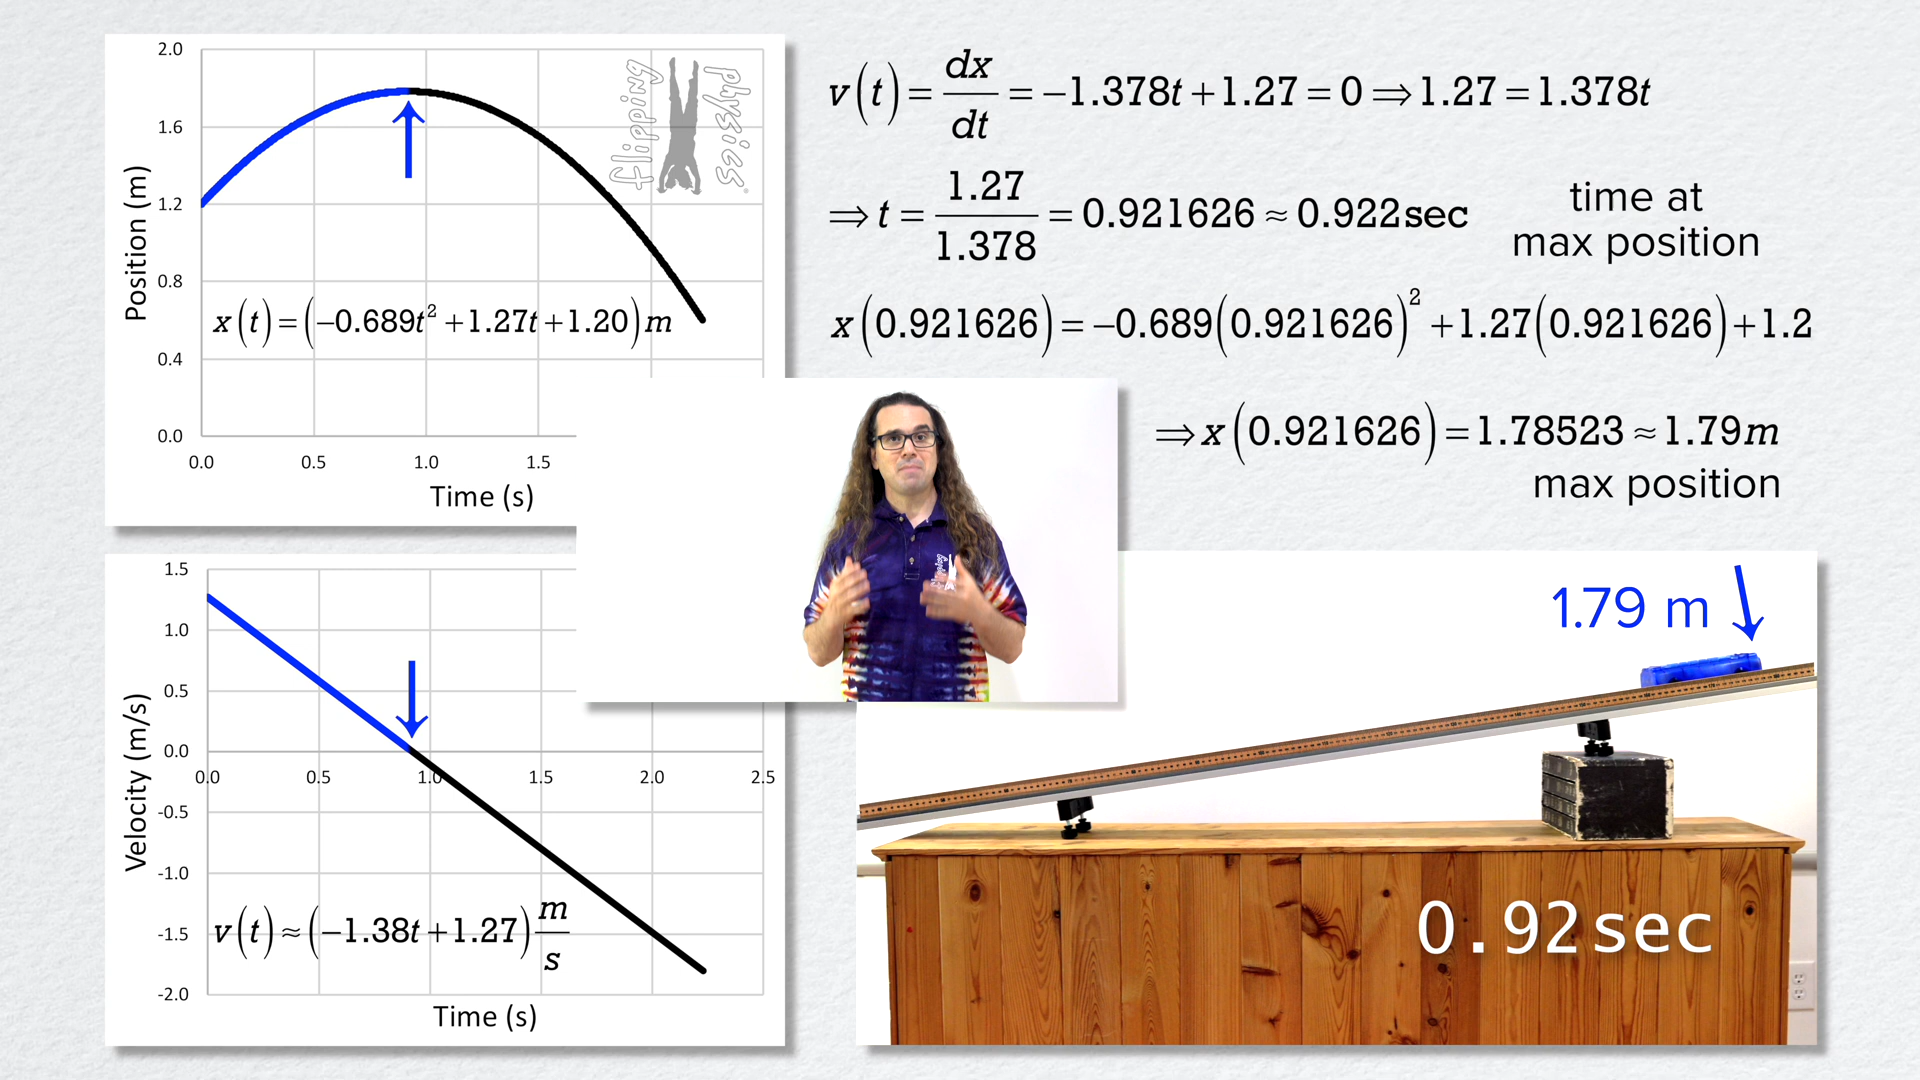 2.0
1.6
1.2
0.8
0.4
0.0
Position (m)
flipping physics
x(t)=(−0.689t²+1.27t+1.20)m
0.0 0.5 1.0 1.5
Time (s)
v(t)=dx/dt=−1.378t+1.27=0⇒1.27=1.378t
⇒t=1.27/1.378=0.921626≈0.922sec
time at
max position
x(0.921626)=−0.689(0.921626)²+1.27(0.921626)+1.2
⇒x(0.921626)=1.78523≈1.79m
max position
1.5
1.0
0.5
0.0
-0.5
-1.0
-1.5
-2.0
Velocity (m/s)
0.0 0.5 1.0 1.5 2.0 2.5
v(t)≈(−1.38t+1.27)m/s
Time (s)
1.79 m
0.92sec